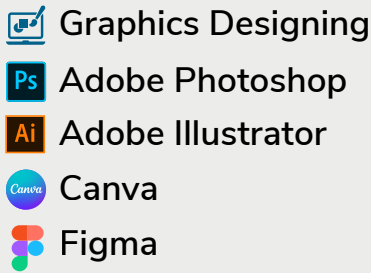 Graphics Designing
Ps Adobe Photoshop
Ai Adobe Illustrator
Canva Canva
Figma